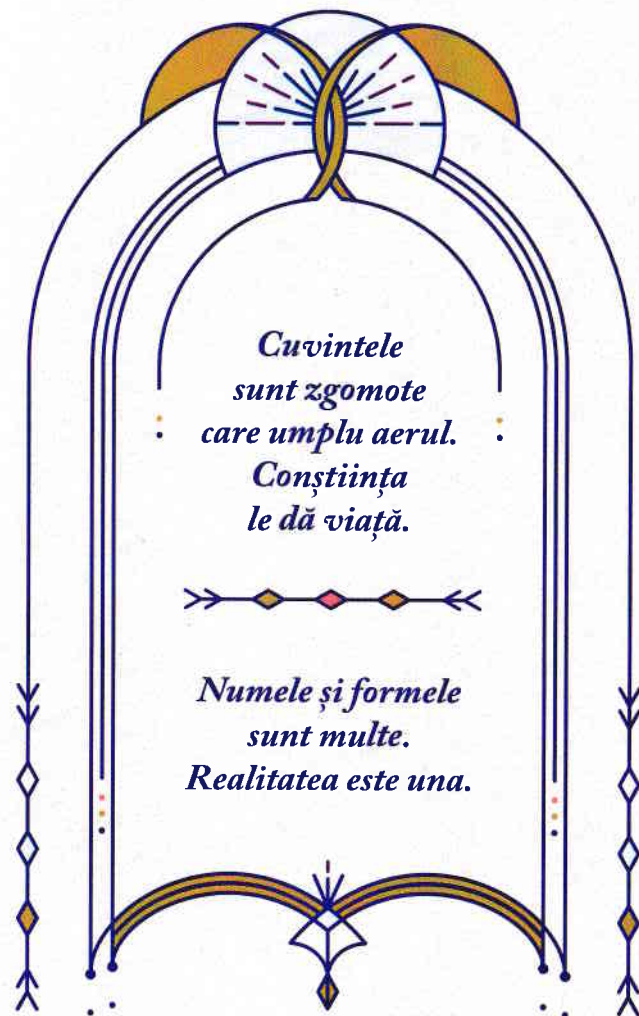 Cuvintele
sunt zgomote
care umplu aerul.
Conștiința
le dă viață.
Numele și formele
sunt multe.
Realitatea este una.